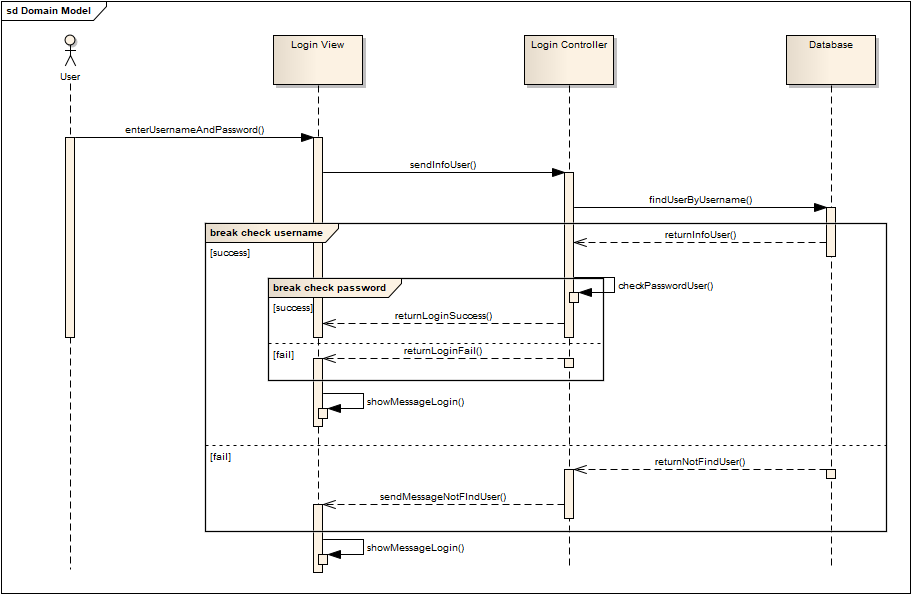 sd Domain Model
User
Login View
Login Controller
Database
enterUsernameAndPassword()
sendInfoUser()
findUserByUsername()
break check username
returnInfoUser()
[success]
break check password
checkPasswordUser()
[success]
returnLoginSuccess()
[fail]
returnLoginFail()
showMessageLogin()
[fail]
returnNotFindUser()
sendMessageNotFIndUser()
showMessageLogin()